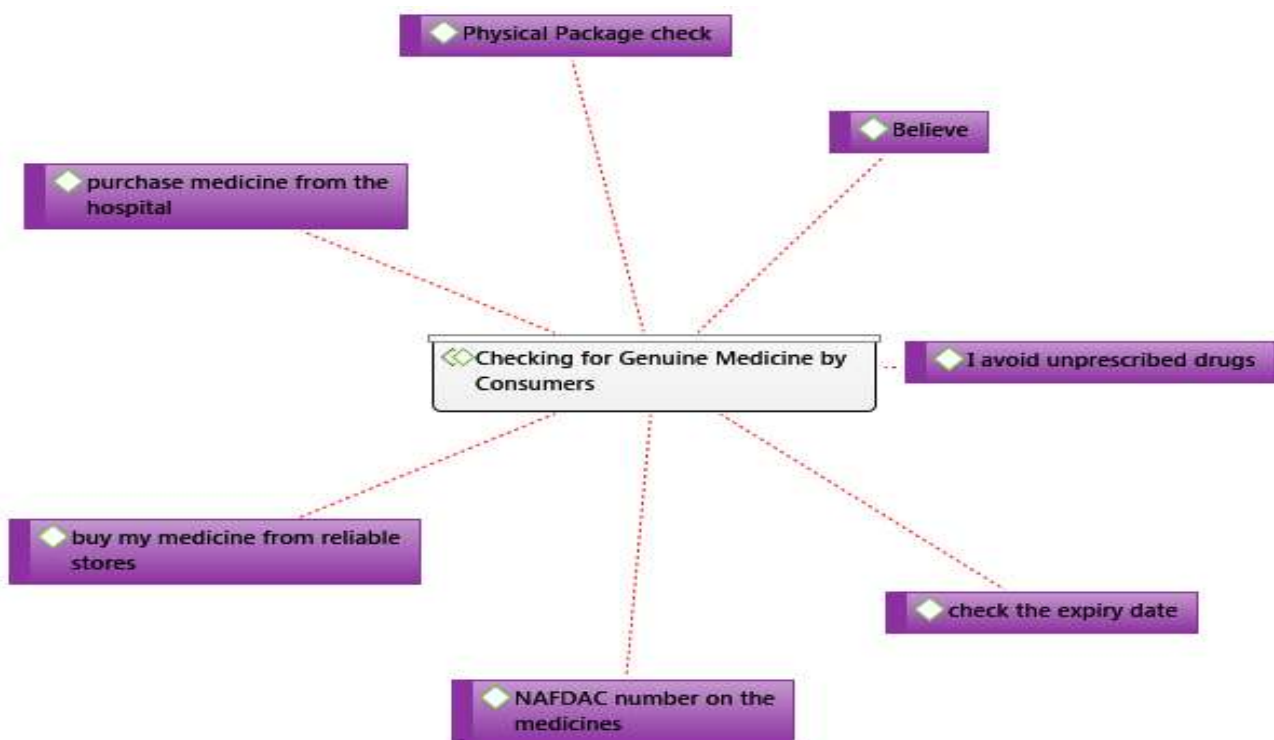 Physical Package check
Believe
purchase medicine from the
hospital
Checking for Genuine Medicine by
Consumers
I avoid unprescribed drugs
buy my medicine from reliable
stores
check the expiry date
NAFDAC number on the
medicines